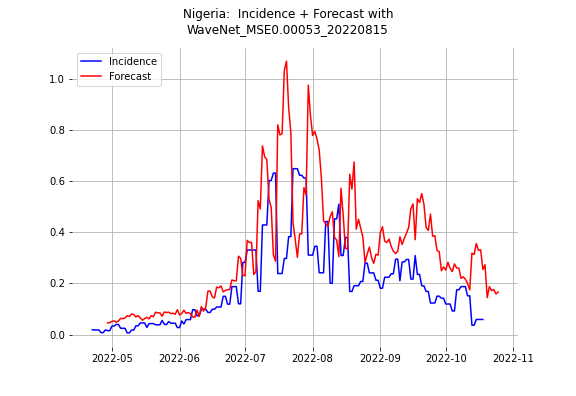 Nigeria:  Incidence + Forecast with
WaveNet_MSE0.00053_20220815
Incidence
Forecast
1.0
0.8
0.6
0.4
0.2
0.0
2022-05 2022-06 2022-07 2022-08 2022-09 2022-10 2022-11